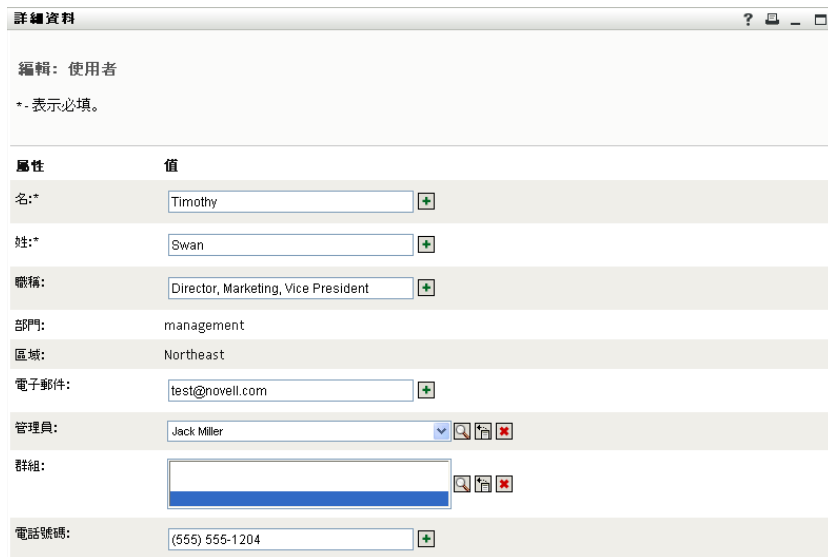 詳細資料
?
編輯: 使用者
*-表示必填。
屬性 值
名:* Timothy
姓:* Swan
職稱: Director, Marketing, Vice President
部門: management
區域: Northeast
電子郵件: test@novell.com
管理員: Jack Miller
群組:
電話號碼: (555) 555-1204